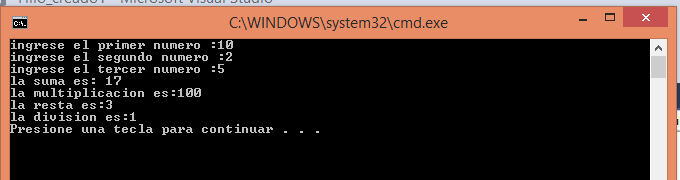 Microsoft Visual Studio
C:\WINDOWS\system32\cmd.exe
ingrese el primer numero :10
ingrese el segundo numero :2
ingrese el tercer numero :5
la suma es: 17
la multiplicacion es:100
la resta es:3
la division es:1
Presione una tecla para continuar . . .